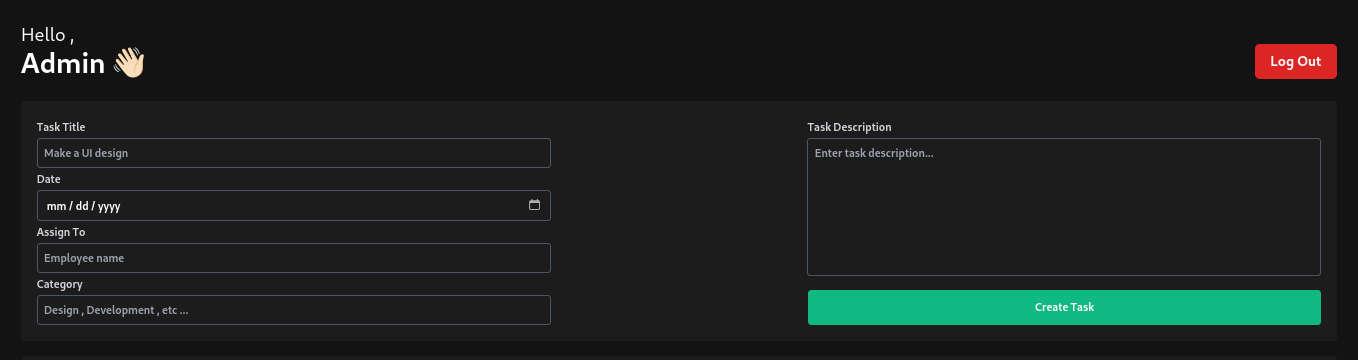 Hello ,
Admin 👋🏻
Log Out
Task Title
Make a UI design
Date
mm / dd / yyyy
Assign To
Employee name
Category
Design , Development , etc ...
Task Description
Enter task description...
Create Task